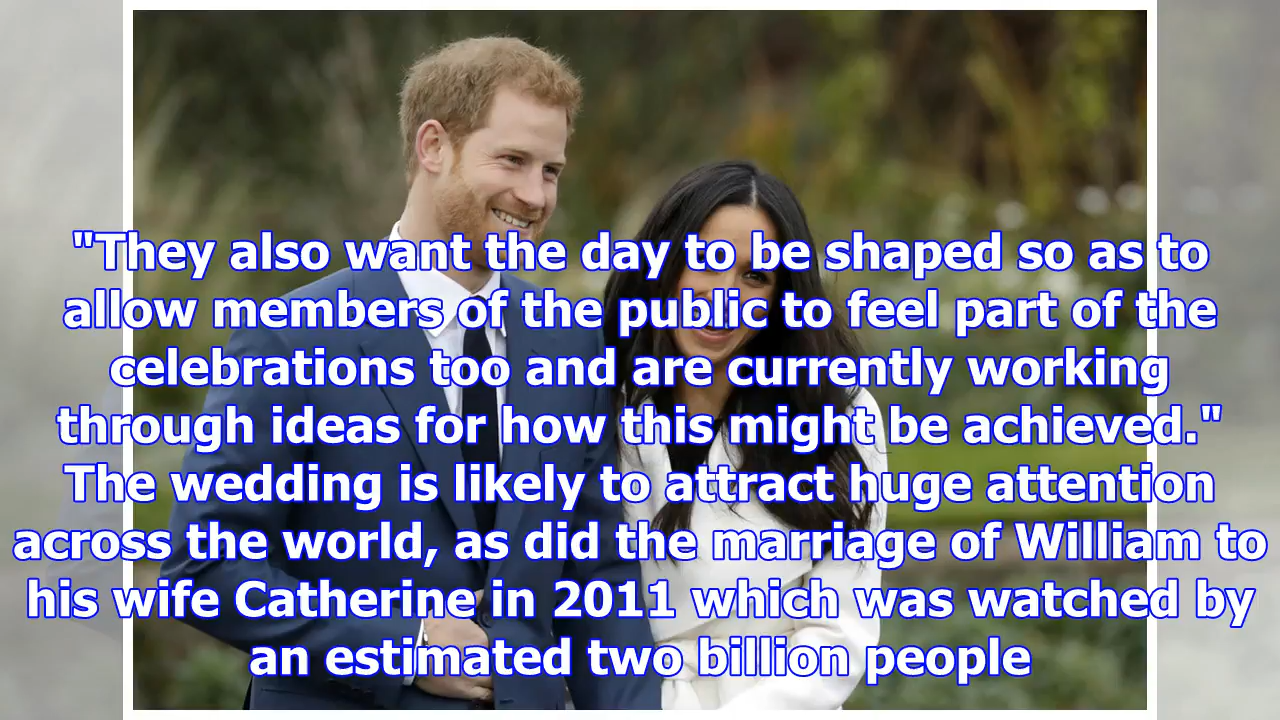 "They also want the day to be shaped so as to
allow members of the public to feel part of the
celebrations too and are currently working
through ideas for how this might be achieved."
The wedding is likely to attract huge attention
across the world, as did the marriage of William to
his wife Catherine in 2011 which was watched by
an estimated two billion people